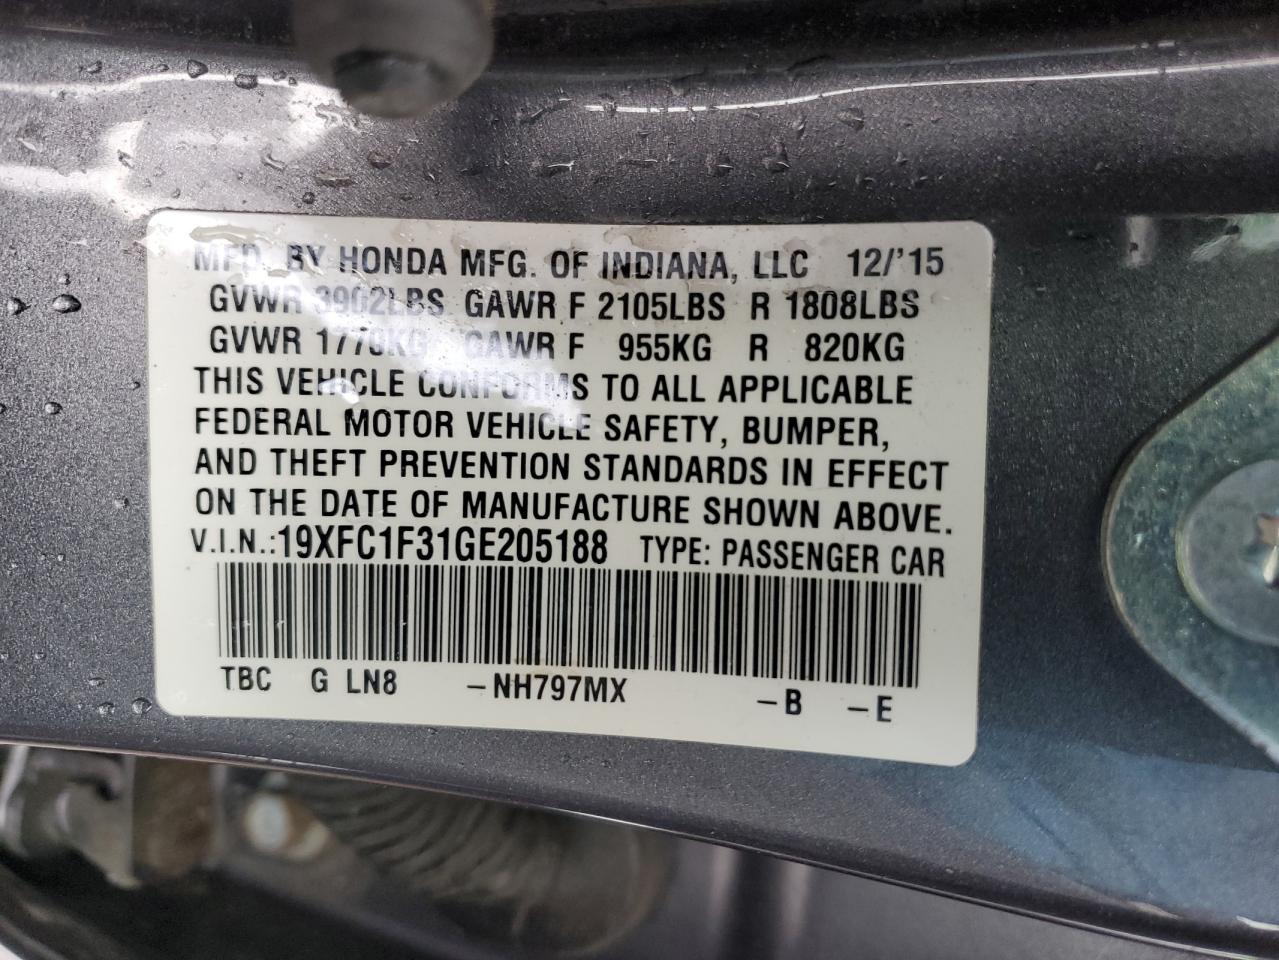 MFD. BY HONDA MFG. OF INDIANA, LLC 12/'15
GVWR 3902LBS GAWR F 2105LBS R 1808LBS
GVWR 1770KG GAWR F 955KG R 820KG
THIS VEHICLE CONFORMS TO ALL APPLICABLE
FEDERAL MOTOR VEHICLE SAFETY, BUMPER,
AND THEFT PREVENTION STANDARDS IN EFFECT
ON THE DATE OF MANUFACTURE SHOWN ABOVE.
V.I.N.:19XFC1F31GE205188 TYPE: PASSENGER CAR
TBC G LN8 -NH797MX -B -E